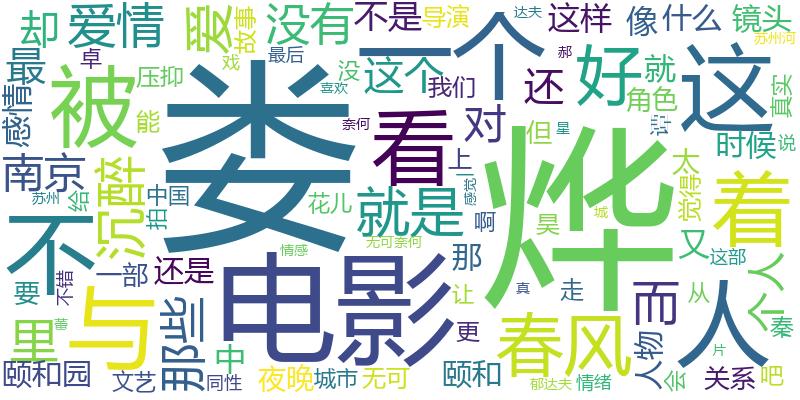 却
爱情
爱
故事
没有
不是
导演
达夫
这样
像
什么
镜头
苏州河
最
卓
戏
最后
一个
郝
感情
被
压抑
娄
没
这个
我们
还
好
就
角色
这
真实
能
喜欢
奈何
看
对
但
星
时候
说
南京
沉醉
烨
上
太
觉得
苏州
给
中国
拍
花儿
就是
感觉
啊
昊
城
着
不
情感
无可奈何
那
又
这部
个人
要
不错
一部
还是
电影
让
真
走
而
从
人
与
那些
里
蕾
中
更
春风
片
秦
颐和园
文艺
同性
夜晚
城市
无可
颐和
郁达夫
情绪
人物
会
关系
吧